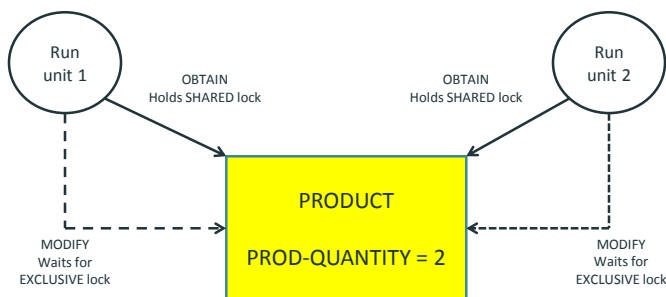 Run
unit 1
Run
unit 2
OBTAIN
Holds SHARED lock
OBTAIN
Holds SHARED lock
PRODUCT
PROD-QUANTITY = 2
MODIFY
Waits for
EXCLUSIVE lock
MODIFY
Waits for
EXCLUSIVE lock